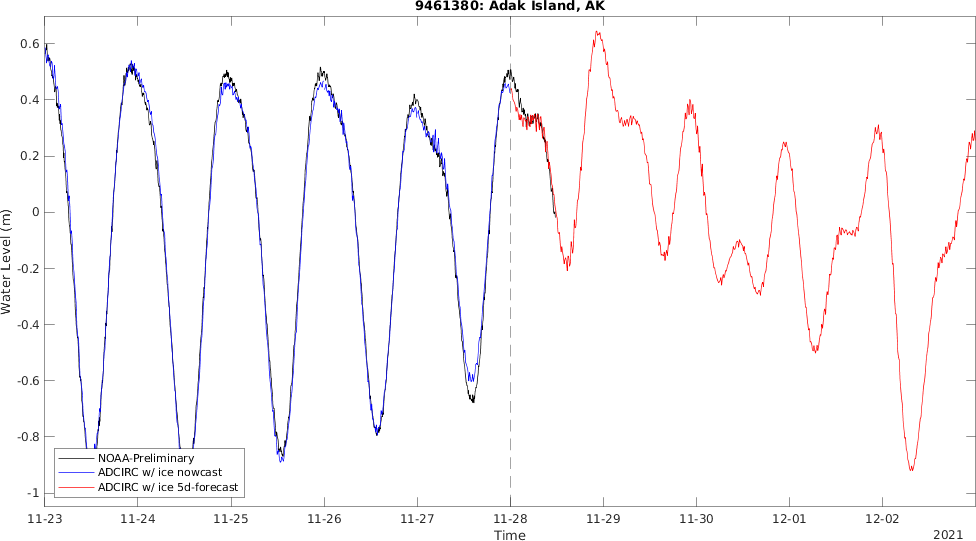 9461380: Adak Island, AK
Water Level (m)
0.6
0.4
0.2
0
-0.2
-0.4
-0.6
-0.8
-1
NOAA-Preliminary
ADCIRC w/ ice nowcast
ADCIRC w/ ice 5d-forecast
11-23 11-24 11-25 11-26 11-27 11-28 11-29 11-30 12-01 12-02
Time
2021